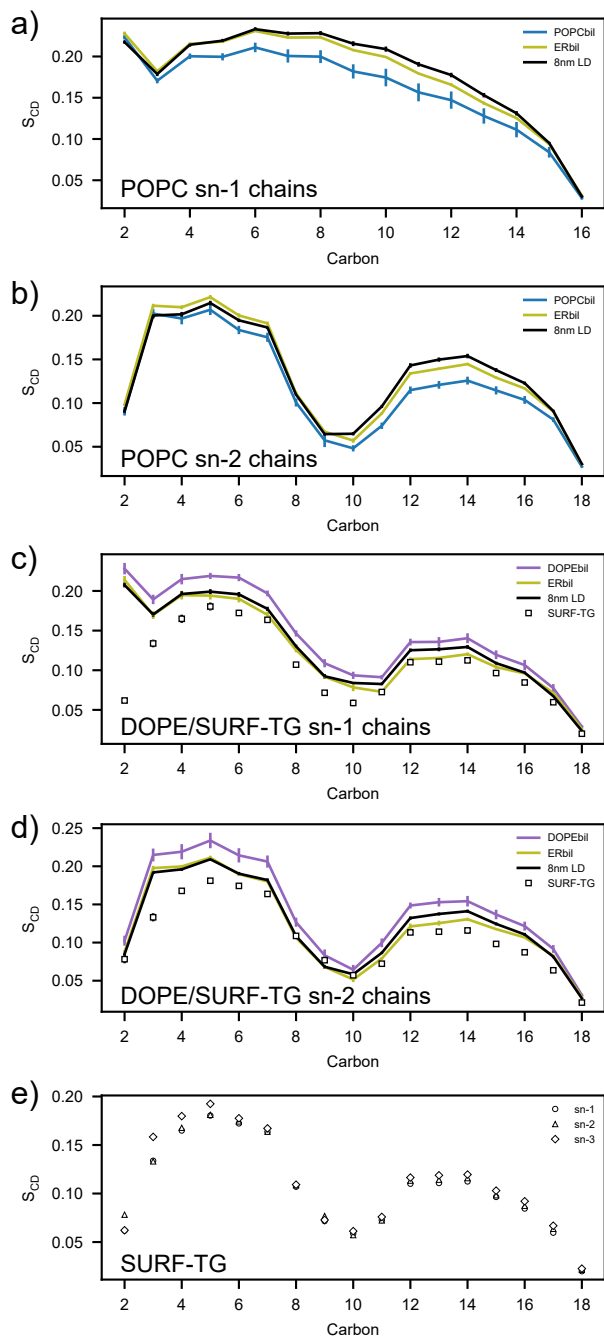 a)
0.20
0.15
0.10
0.05
S_CD
POPCbil
ERbil
8nm LD
POPC sn-1 chains
2 4 6 8 10 12 14 16
Carbon
b)
0.20
0.15
0.10
0.05
S_CD
POPCbil
ERbil
8nm LD
POPC sn-2 chains
2 4 6 8 10 12 14 16 18
Carbon
c)
0.20
0.15
0.10
0.05
S_CD
DOPEbil
ERbil
8nm LD
SURF-TG
DOPE/SURF-TG sn-1 chains
2 4 6 8 10 12 14 16 18
Carbon
d)
0.25
0.20
0.15
0.10
0.05
S_CD
DOPEbil
ERbil
8nm LD
SURF-TG
DOPE/SURF-TG sn-2 chains
2 4 6 8 10 12 14 16 18
Carbon
e)
0.20
0.15
0.10
0.05
S_CD
sn-1
sn-2
sn-3
SURF-TG
2 4 6 8 10 12 14 16 18
Carbon